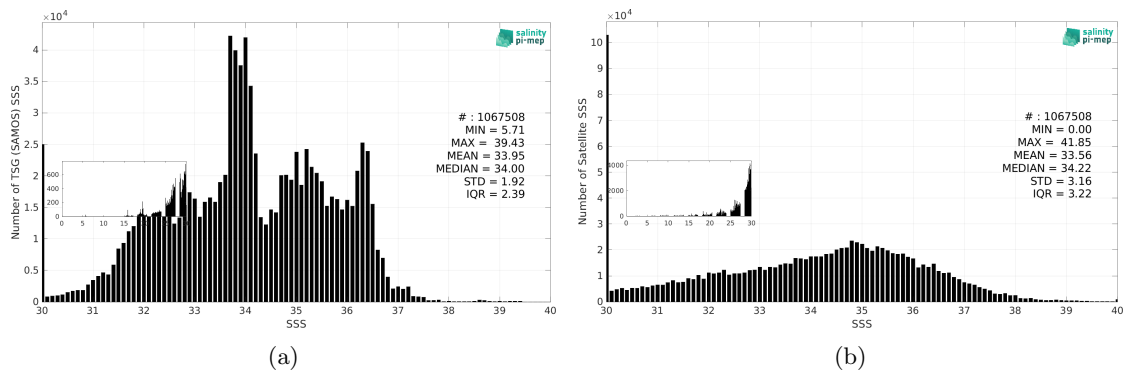 ×10⁴
4
3.5
3
2.5
2
1.5
1
0.5
0
Number of TSG (SAMOS) SSS
salinity
pi-mep
# : 1067508
MIN = 5.71
MAX = 39.43
MEAN = 33.95
MEDIAN = 34.00
STD = 1.92
IQR = 2.39
600
400
200
0
0 5 10 15
30 31 32 33 34 35 36 37 38 39 40
SSS
(a)
×10⁴
10
9
8
7
6
5
4
3
2
1
0
Number of Satellite SSS
salinity
pi-mep
# : 1067508
MIN = 0.00
MAX = 41.85
MEAN = 33.56
MEDIAN = 34.22
STD = 3.16
IQR = 3.22
4000
2000
0
0 5 10 15 20 25 30
30 31 32 33 34 35 36 37 38 39 40
SSS
(b)